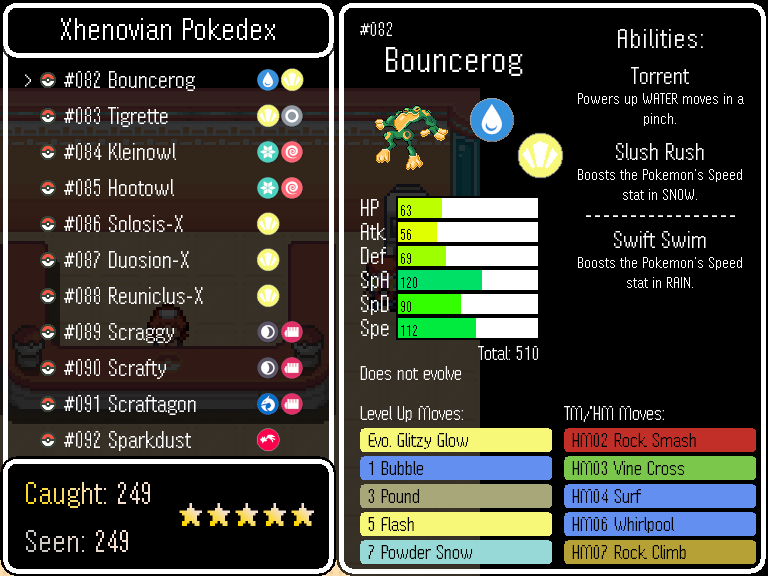 Xhenovian Pokedex
> #082 Bouncerog
#083 Tigrette
#084 Kleinowl
#085 Hootowl
#086 Solosis-X
#087 Duosion-X
#088 Reuniclus-X
#089 Scraggy
#090 Scrafty
#091 Scraftagon
#092 Sparkdust
Caught: 249
Seen: 249
#082
Bouncerog
HP 63
Atk 56
Def 69
SpA 120
SpD 90
Spe 112
Total: 510
Does not evolve
Abilities:
Torrent
Powers up WATER moves in a
pinch.
Slush Rush
Boosts the Pokemon's Speed
stat in SNOW.
Swift Swim
Boosts the Pokemon's Speed
stat in RAIN.
Level Up Moves:
Evo. Glitzy Glow
1 Bubble
3 Pound
5 Flash
7 Powder Snow
TM/HM Moves:
HM02 Rock Smash
HM03 Vine Cross
HM04 Surf
HM06 Whirlpool
HM07 Rock Climb